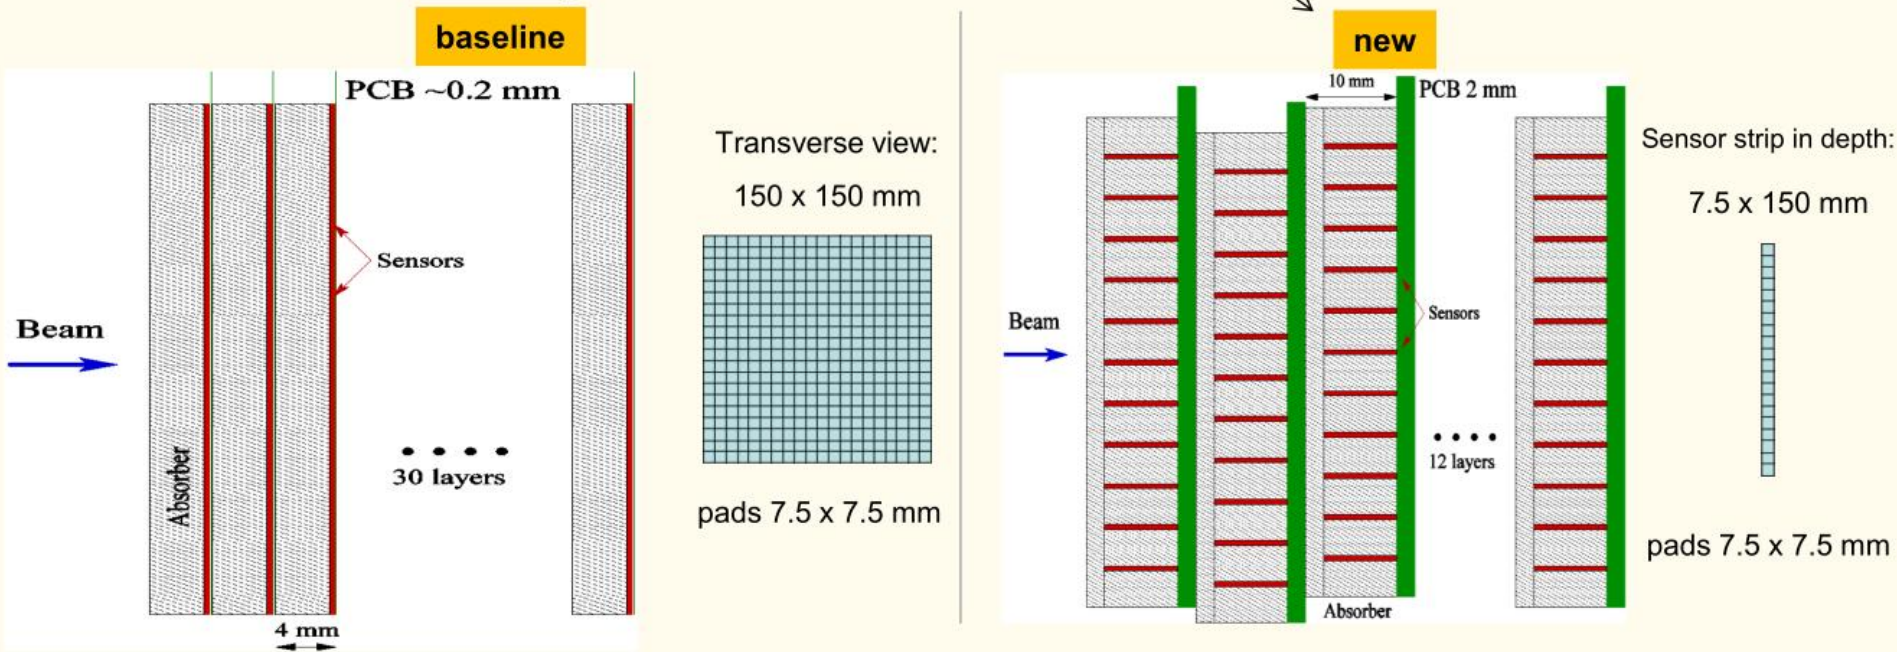 baseline
PCB ~0.2 mm
Sensors
Beam
Absorber
30 layers
4 mm
Transverse view:
150 x 150 mm
pads 7.5 x 7.5 mm
new
10 mm
PCB 2 mm
Sensors
Beam
12 layers
Absorber
Sensor strip in depth:
7.5 x 150 mm
pads 7.5 x 7.5 mm